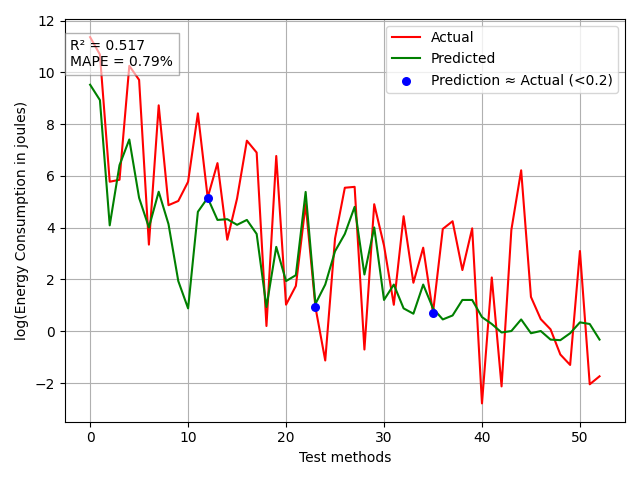 R² = 0.517
MAPE = 0.79%
Actual
Predicted
Prediction ≈ Actual (<0.2)
log(Energy Consumption in joules)
12
10
8
6
4
2
0
−2
0
10
20
30
40
50
Test methods